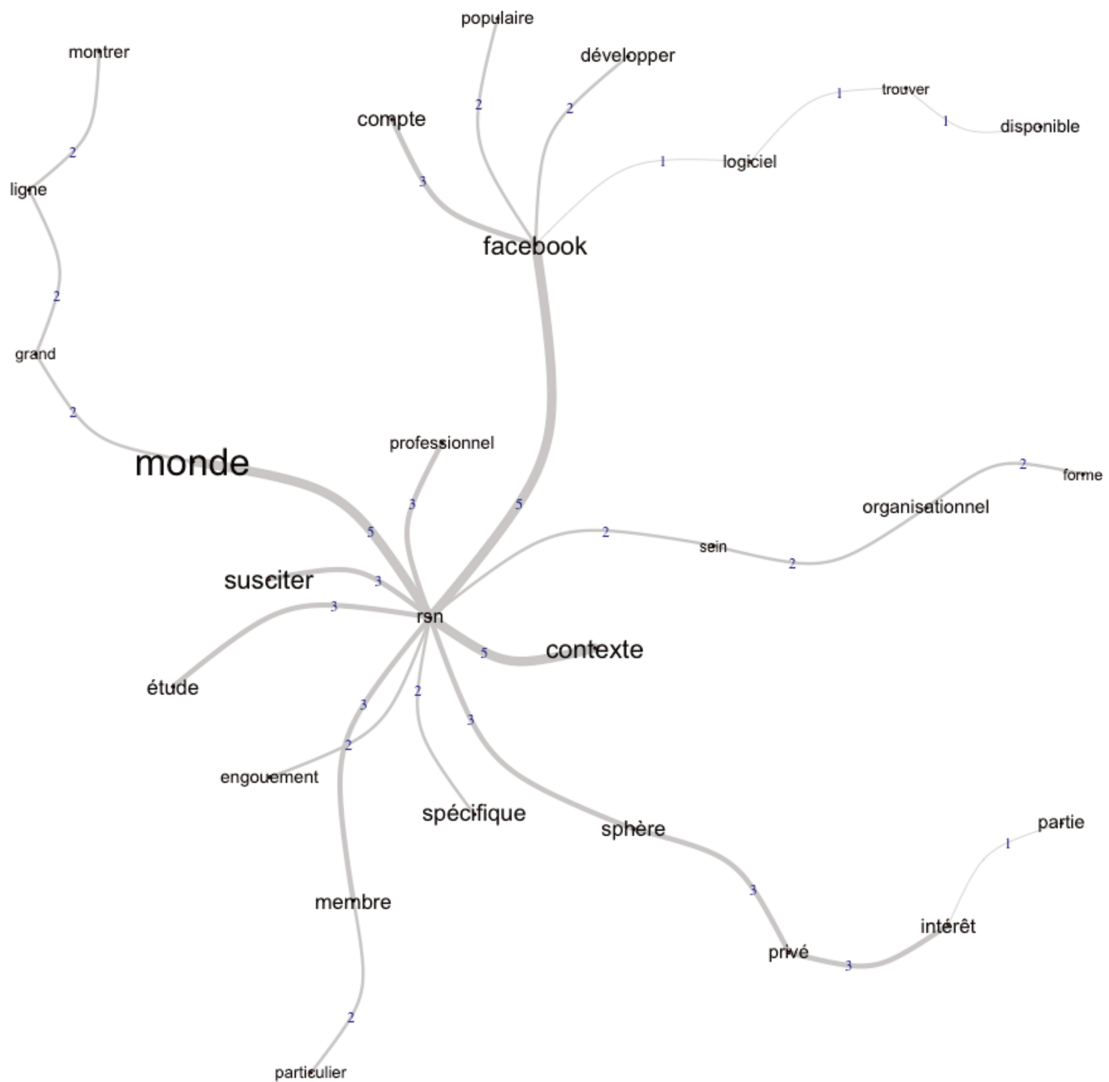 populaire
montrer
développer
trouver
1
2
2
compte
1
disponible
2
logiciel
1
3
ligne
facebook
2
grand
2
professionnel
monde
2
forme
3
5
organisationnel
5
2
sein
2
susciter
3
3
rsn
contexte
5
étude
2
3
3
2
engouement
spécifique
sphère
partie
1
3
membre
intérêt
privé
3
2
particulier